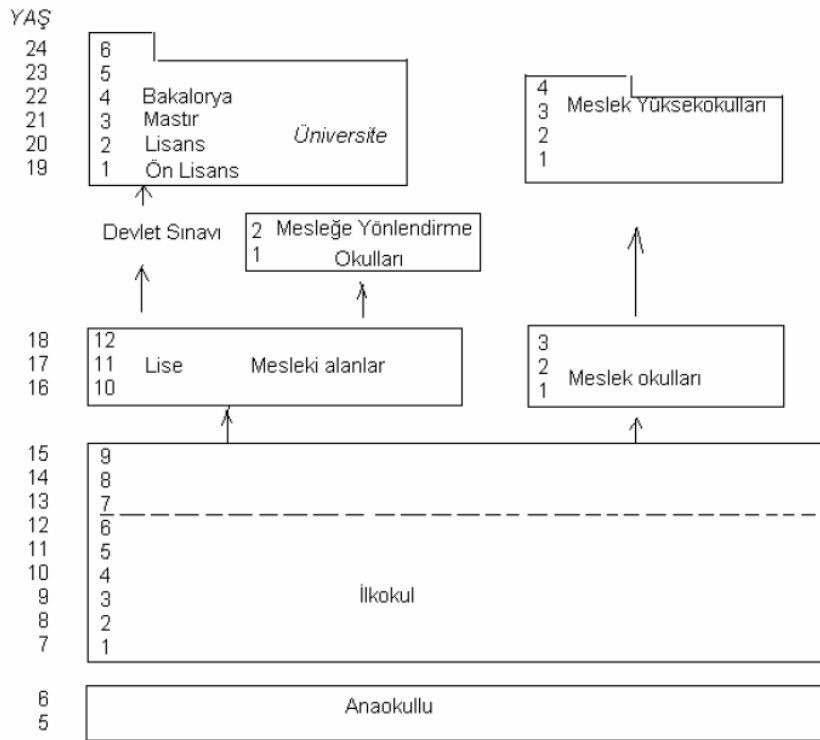 YAŞ
24 6
23 5
22 4 Bakalorya 4
21 3 Mastır 3 Meslek Yüksekokulları
20 2 Lisans Üniversite 2
19 1 Ön Lisans 1
Devlet Sınavı 2 Mesleğe Yönlendirme
1 Okulları
18 12 3
17 11 Lise Mesleki alanlar 2
16 10 1 Meslek okulları
15 9
14 8
13 7
12 6
11 5
10 4
9 3 İlkokul
8 2
7 1
6 Anaokullu
5